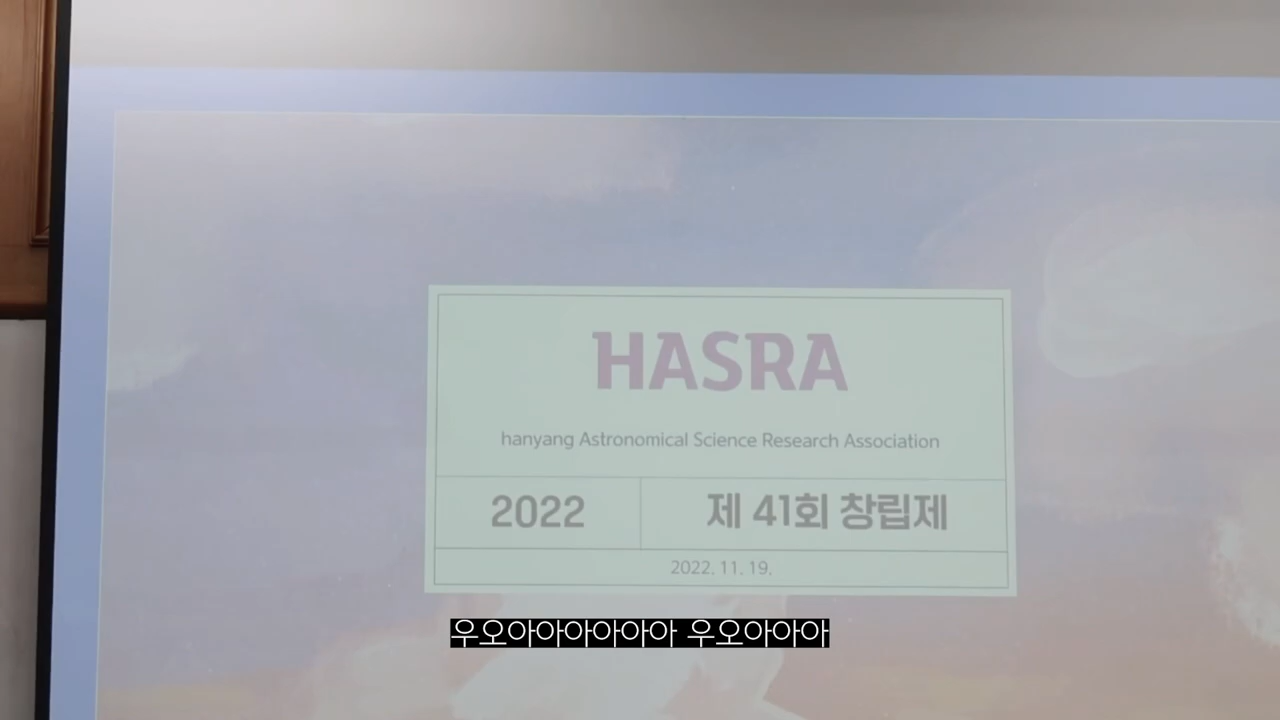 HASRA
hanyang Astronomical Science Research Association
2022
제 41회 창립제
2022. 11. 19.
우오아아아아아아 우오아아아